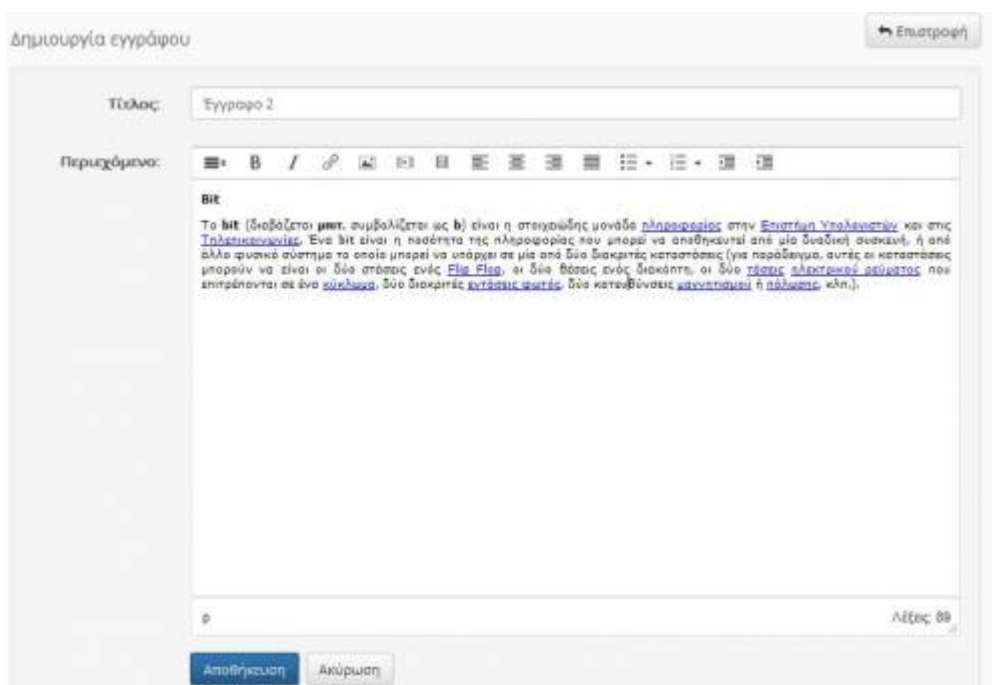 Δημιουργία εγγράφου
Επιστροφή
Τίτλος:
Έγγραφο 2
Περιεχόμενο:
B I
Bit
Το bit (διαβάζεται μπιτ, συμβολίζεται ως b) είναι η στοιχειώδης μονάδα πληροφορίας στην Επιστήμη Υπολογιστών και στις
Τηλεπικοινωνίες. Ένα bit είναι η ποσότητα της πληροφορίας που μπορεί να αποθηκευτεί από μία δυαδική συσκευή, ή από
άλλο φυσικό σύστημα το οποίο μπορεί να υπάρχει σε μία από δύο διακριτές καταστάσεις (για παράδειγμα, αυτές οι καταστάσεις
μπορούν να είναι οι δύο στάσεις ενός Flip Flop, οι δύο θέσεις ενός διακόπτη, οι δύο τάσεις ηλεκτρικού ρεύματος που
επιτρέπονται σε ένα κύκλωμα, δύο διακριτές εντάσεις φωτός, δύο κατευθύνσεις μαγνητισμού ή πόλωσης, κλπ.).
p
Λέξεις: 89
Αποθήκευση
Ακύρωση